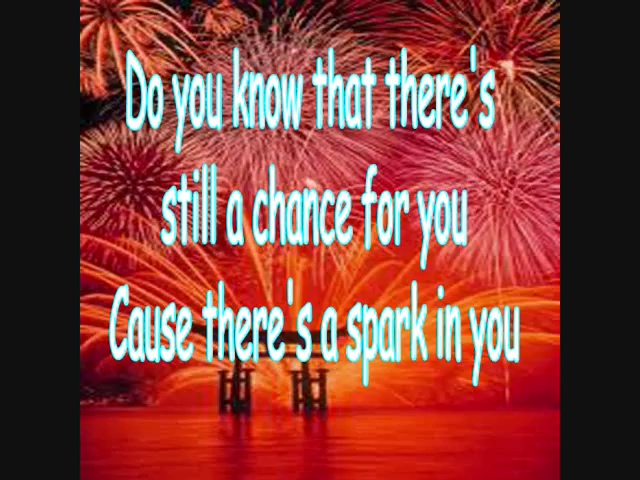 Do you know that there's
still a chance for you
Cause there's a spark in you